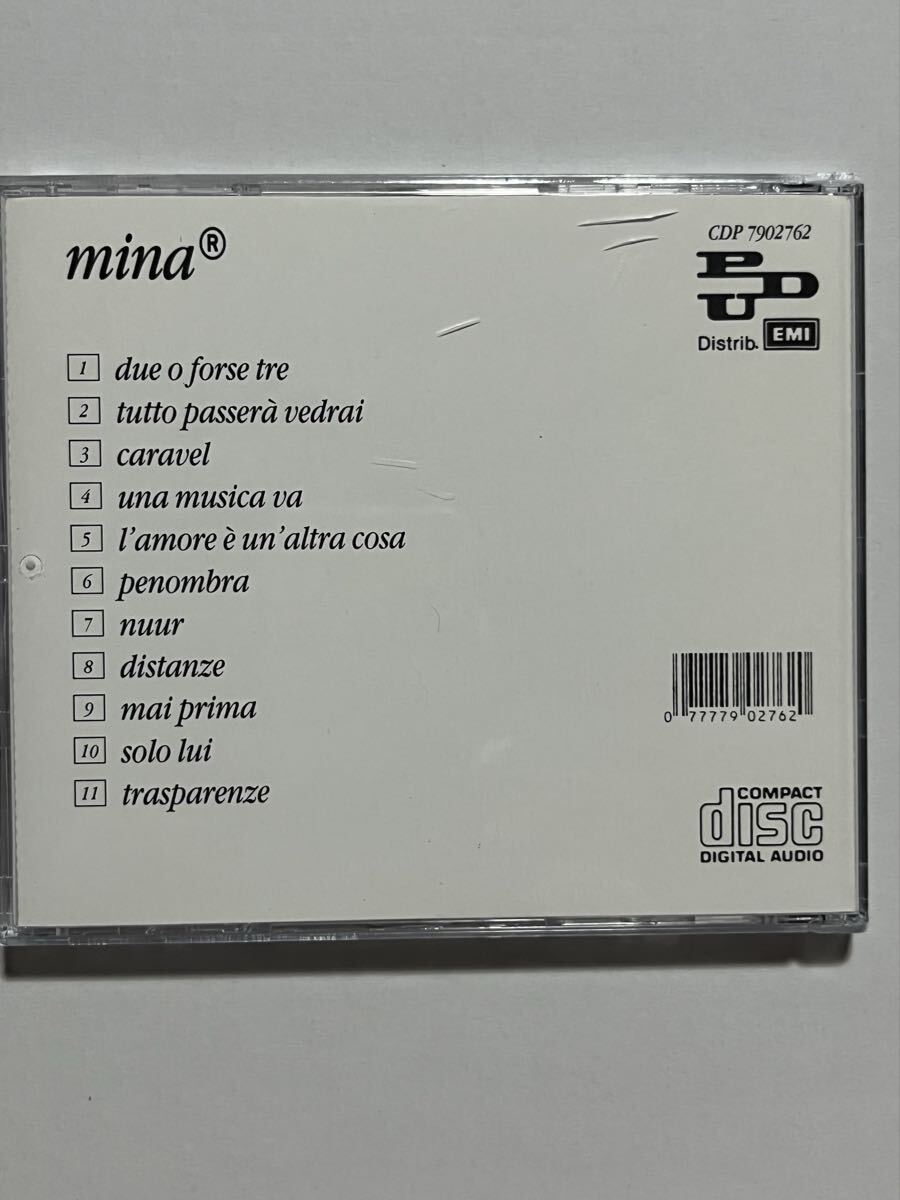 mina®
CDP 7902762
PDU
Distrib. EMI
1 due o forse tre
2 tutto passerà vedrai
3 caravel
4 una musica va
5 l'amore è un'altra cosa
6 penombra
7 nuur
8 distanze
9 mai prima
10 solo lui
11 trasparenze
0 77779 02762
COMPACT
disc
DIGITAL AUDIO